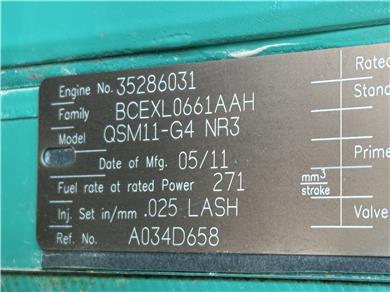 Engine No. 35286031
Family BCEXL0661AAH
Model QSM11-G4 NR3
Date of Mfg. 05/11
Fuel rate at rated Power 271 mm3
stroke
Inj. Set in/mm .025 LASH
Ref. No. A034D658
Rated
Stand
Prime
Valve